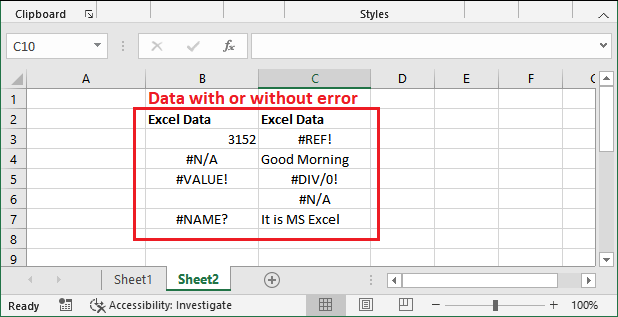 Clipboard Styles
C10 fx
A B C D E F G
1 Data with or without error
2 Excel Data Excel Data
3 3152 #REF!
4 #N/A Good Morning
5 #VALUE! #DIV/0!
6 #N/A
7 #NAME? It is MS Excel
8
9
Sheet1 Sheet2
Ready Accessibility: Investigate 100%